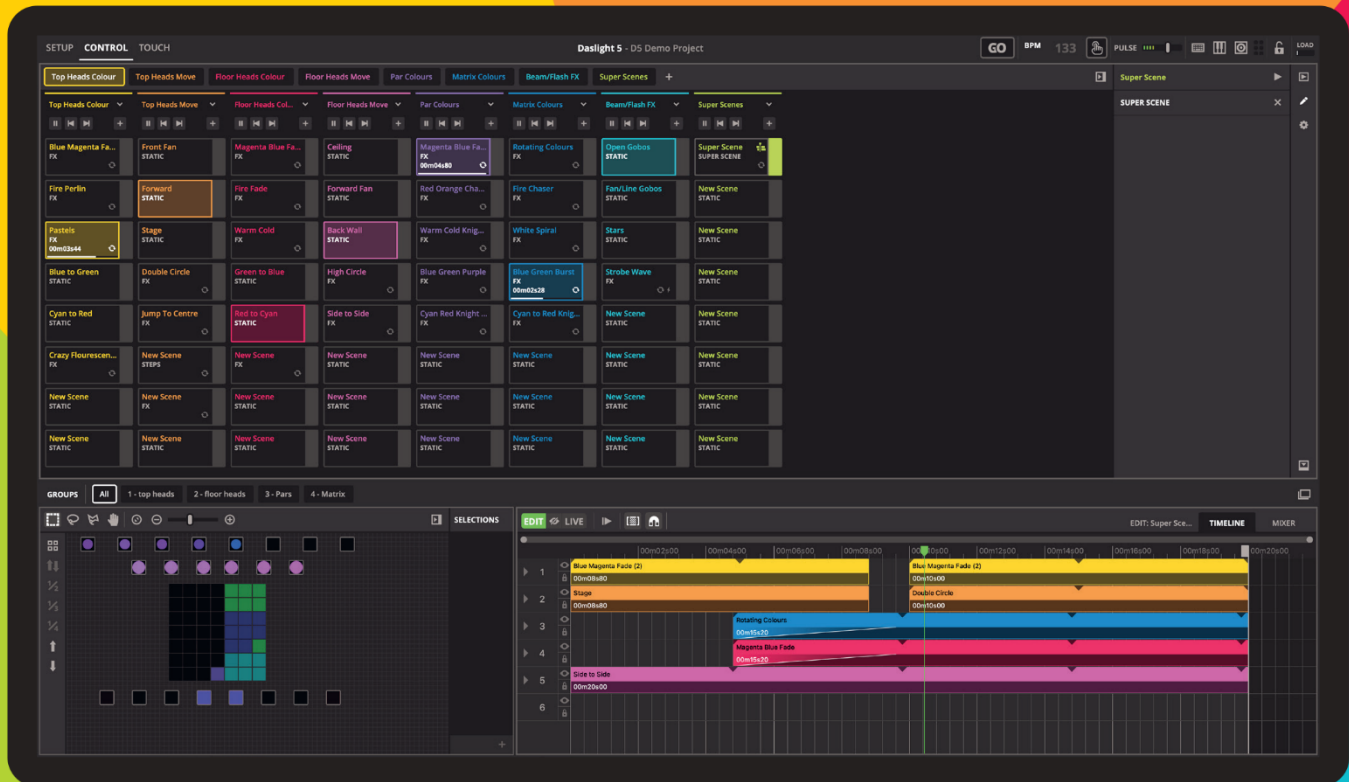 SETUP CONTROL TOUCH Daslight 5 - D5 Demo Project GO BPM 133 PULSE LOAD
Top Heads Colour Top Heads Move Floor Heads Colour Floor Heads Move Par Colours Matrix Colours Beam/Flash FX Super Scenes + Super Scene
Top Heads Colour Top Heads Move Floor Heads Col... Floor Heads Move Par Colours Matrix Colours Beam/Flash FX Super Scenes SUPER SCENE
Blue Magenta Fa... Front Fan Magenta Blue Fa... Ceiling Magenta Blue Fa... Rotating Colours Open Gobos Super Scene
FX STATIC FX STATIC FX FX STATIC SUPER SCENE
00m04s80
Fire Perlin Forward Fire Fade Forward Fan Red Orange Cha... Fire Chaser Fan/Line Gobos New Scene
FX STATIC FX STATIC FX FX STATIC STATIC
Pastels Stage Warm Cold Back Wall Warm Cold Knig... White Spiral Stars New Scene
FX STATIC FX STATIC FX FX STATIC STATIC
00m03s44
Blue to Green Double Circle Green to Blue High Circle Blue Green Purple Blue Green Burst Strobe Wave New Scene
STATIC FX STATIC FX FX FX FX STATIC
00m02s28
Cyan to Red Jump To Centre Red to Cyan Side to Side Cyan Red Knight ... Cyan to Red Knig... New Scene New Scene
STATIC FX STATIC FX FX FX STATIC STATIC
Crazy Flourescen... New Scene New Scene New Scene New Scene New Scene New Scene New Scene
FX STEPS FX STATIC STATIC STATIC STATIC STATIC
New Scene New Scene New Scene New Scene New Scene New Scene New Scene New Scene
STATIC FX STATIC STATIC STATIC STATIC STATIC STATIC
New Scene New Scene New Scene New Scene New Scene New Scene New Scene New Scene
STATIC STATIC STATIC STATIC STATIC STATIC STATIC STATIC
GROUPS All 1 - top heads 2 - floor heads 3 - Pars 4 - Matrix
SELECTIONS EDIT LIVE EDIT: Super Sce... TIMELINE MIXER
00m02s00 00m04s00 00m06s00 00m08s00 00m10s00 00m12s00 00m14s00 00m16s00 00m18s00 00m20s00
1 Blue Magenta Fade (2) Blue Magenta Fade (2)
00m08s80 00m10s00
2 Stage Double Circle
00m08s80 00m10s00
3 Rotating Colours
00m15s20
4 Magenta Blue Fade
00m15s20
5 Side to Side
00m20s00
6